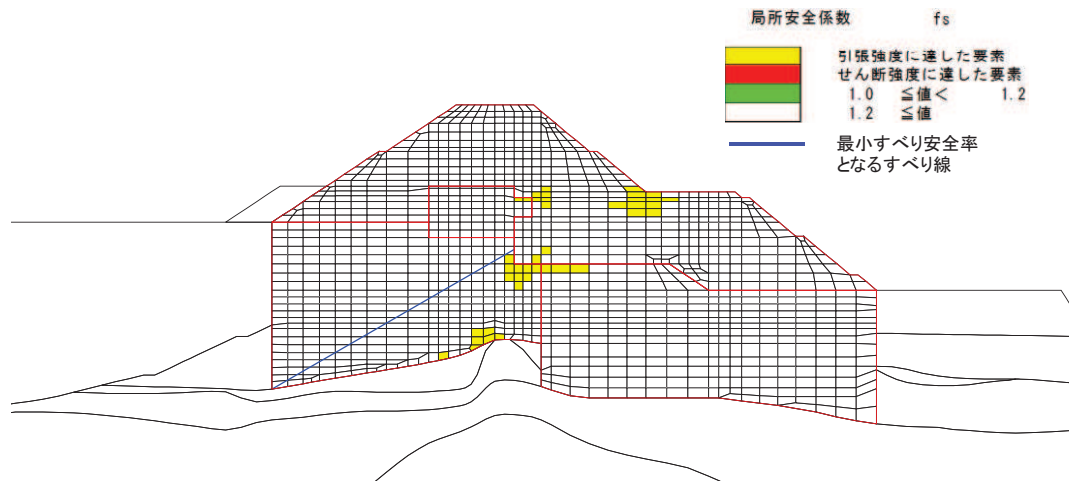 局所安全係数 fs
引張強度に達した要素
せん断強度に達した要素
1.0 ≦値< 1.2
1.2 ≦値
最小すべり安全率
となるすべり線